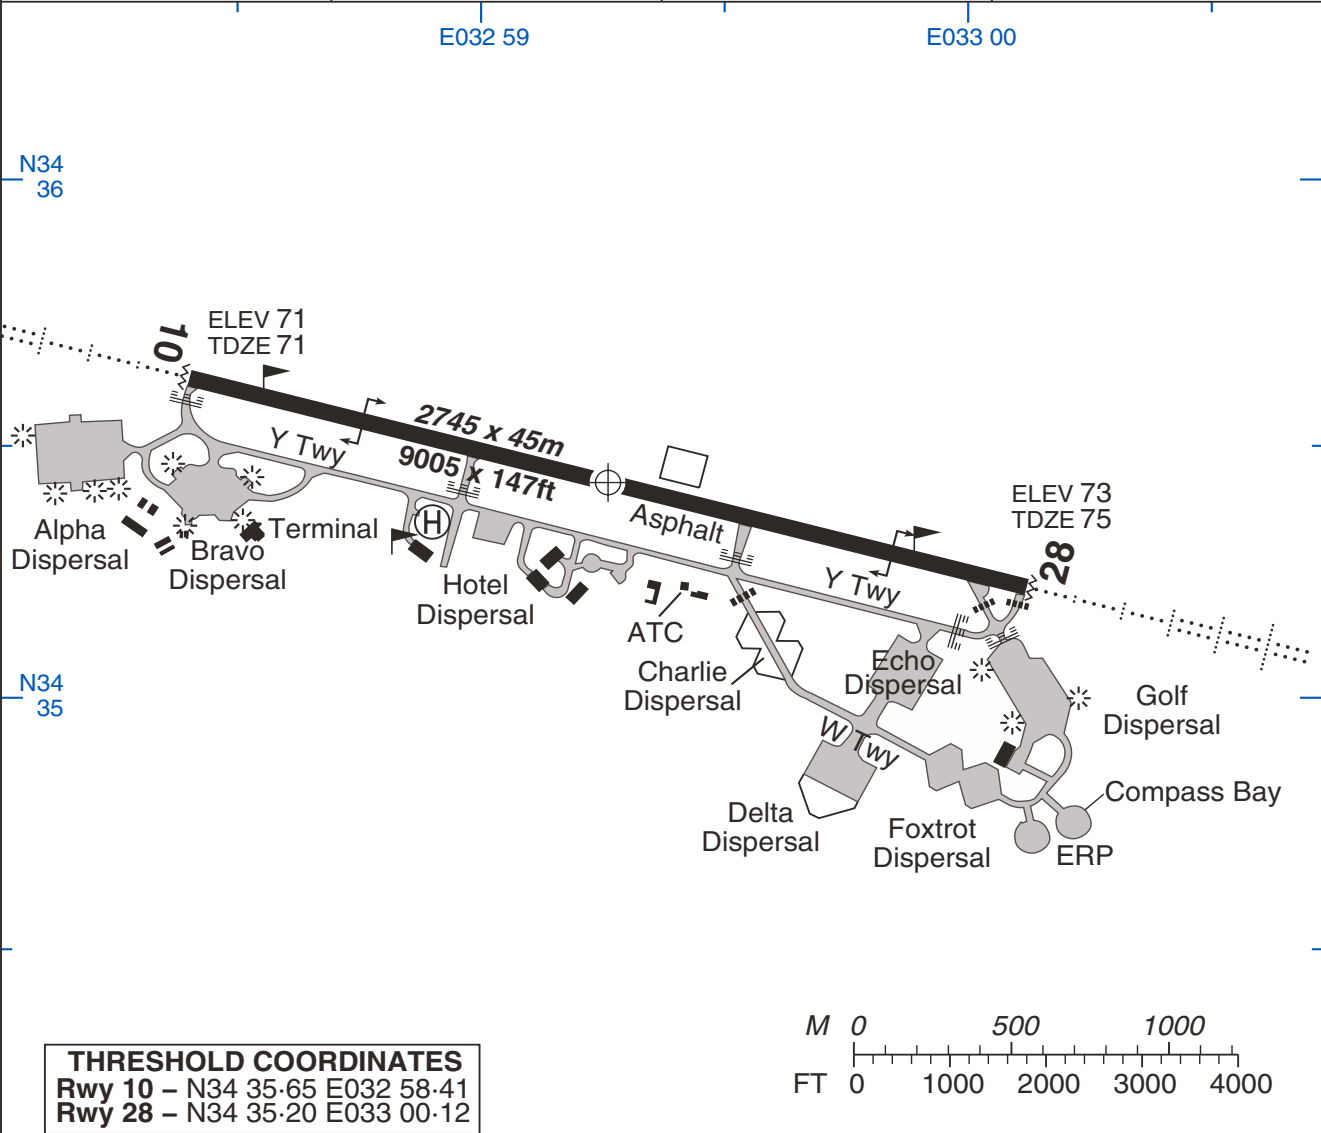 E032 59
E033 00
N34
36
ELEV 71
TDZE 71
10
2745 x 45m
9005 x 147ft
Y Twy
Asphalt
ELEV 73
TDZE 75
28
H
Terminal
Alpha
Dispersal
Bravo
Dispersal
Hotel
Dispersal
ATC
Y Twy
Charlie
Dispersal
Echo
Dispersal
N34
35
Golf
Dispersal
W Twy
Compass Bay
Delta
Dispersal
Foxtrot
Dispersal
ERP
M 0 500 1000
FT 0 1000 2000 3000 4000
THRESHOLD COORDINATES
Rwy 10 – N34 35·65 E032 58·41
Rwy 28 – N34 35·20 E033 00·12